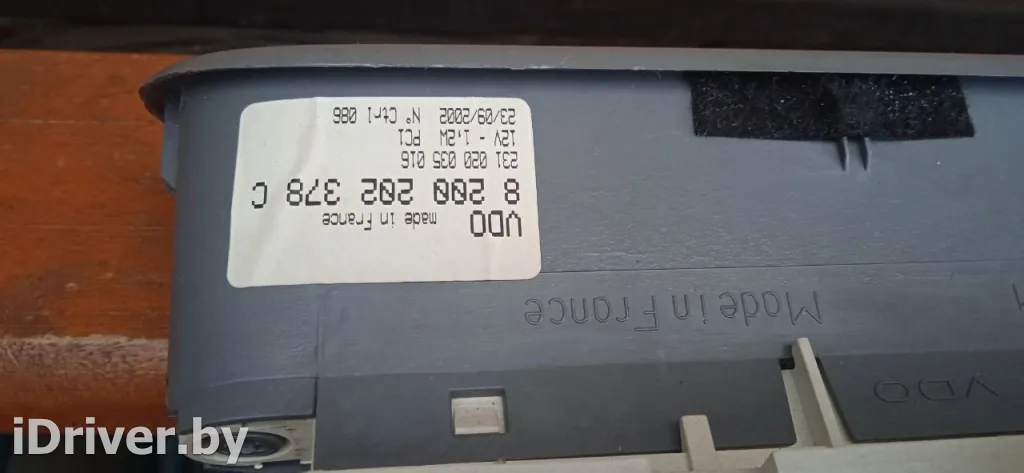 VDO made in France
8 200 202 378 C
231 020 035 016
12V - 1,2W PC1
23/09/2002 N° Ctrl 086
Made in France
VDO
iDriver.by